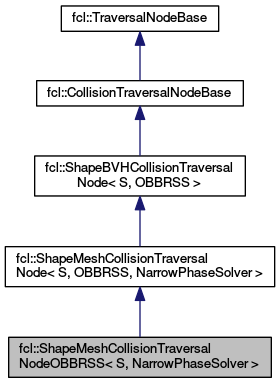 fcl::TraversalNodeBase
fcl::CollisionTraversalNodeBase
fcl::ShapeBVHCollisionTraversal
Node< S, OBBRSS >
fcl::ShapeMeshCollisionTraversal
Node< S, OBBRSS, NarrowPhaseSolver >
fcl::ShapeMeshCollisionTraversal
NodeOBBRSS< S, NarrowPhaseSolver >